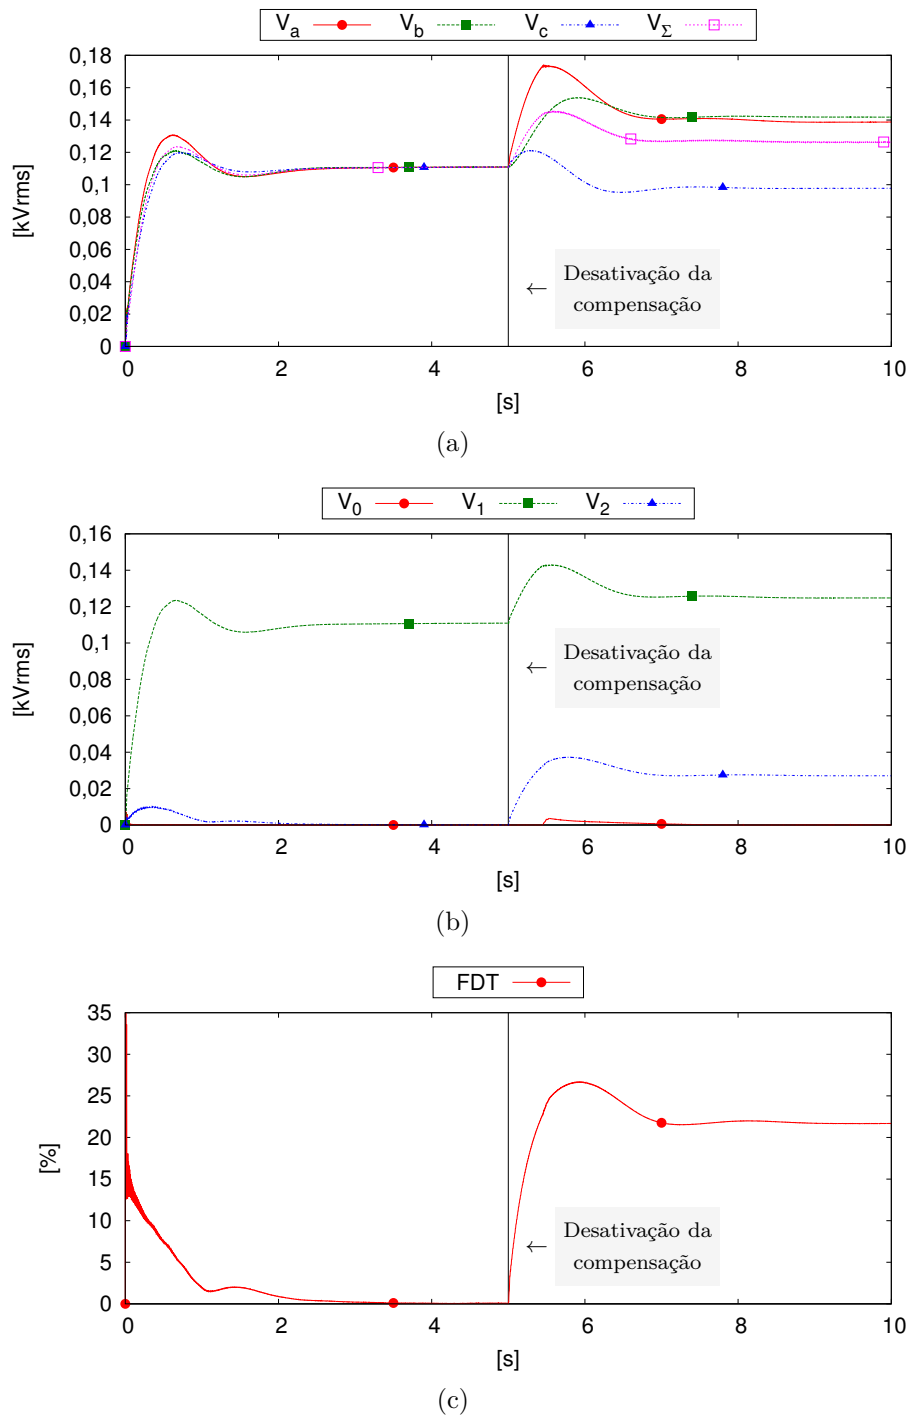 V_a V_b V_c V_Σ
0,18
0,16
0,14
0,12
0,1
0,08
0,06
0,04
0,02
0
[kVrms]
← Desativação da
compensação
0 2 4 6 8 10
[s]
(a)
V_0 V_1 V_2
0,16
0,14
0,12
0,1
0,08
0,06
0,04
0,02
0
[kVrms]
← Desativação da
compensação
0 2 4 6 8 10
[s]
(b)
FDT
35
30
25
20
15
10
5
0
[%]
← Desativação da
compensação
0 2 4 6 8 10
[s]
(c)